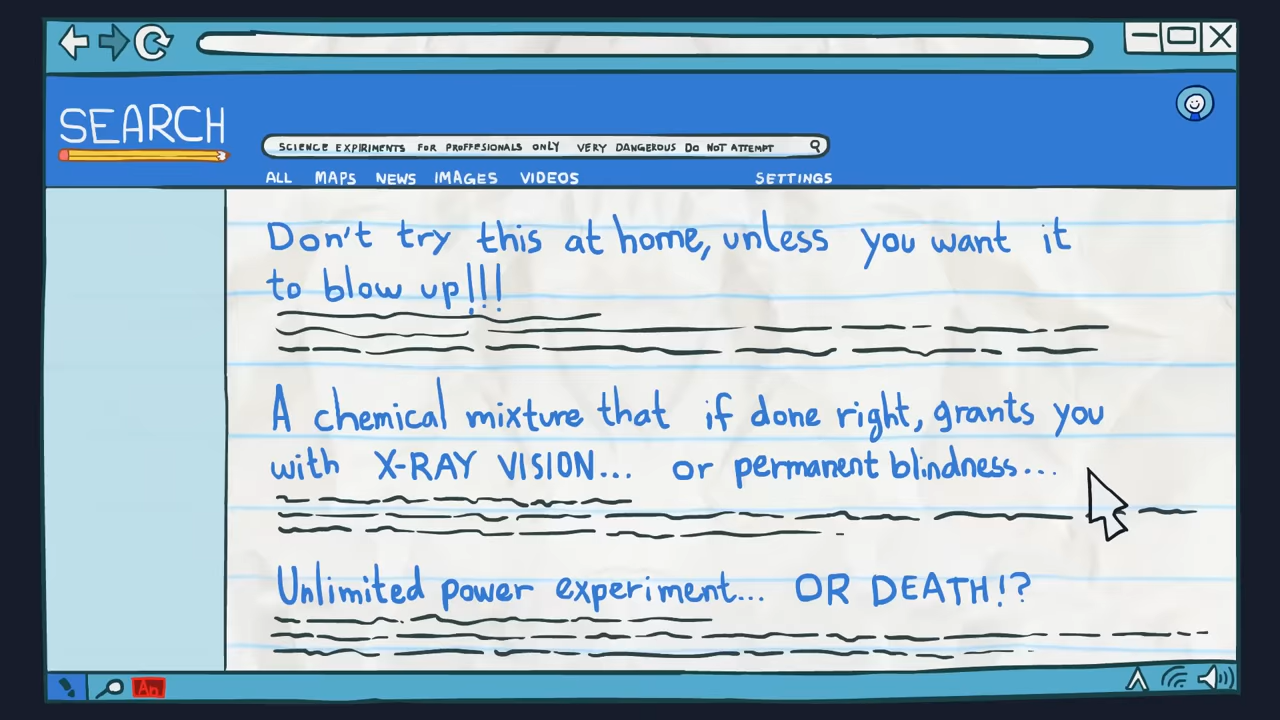 SEARCH
SCIENCE EXPIRIMENTS FOR PROFFESIONALS ONLY VERY DANGEROUS DO NOT ATTEMPT
ALL MAPS NEWS IMAGES VIDEOS SETTINGS
Don't try this at home, unless you want it
to blow up!!!
A chemical mixture that if done right, grants you
with X-RAY VISION... or permanent blindness...
Unlimited power experiment... OR DEATH!?
An